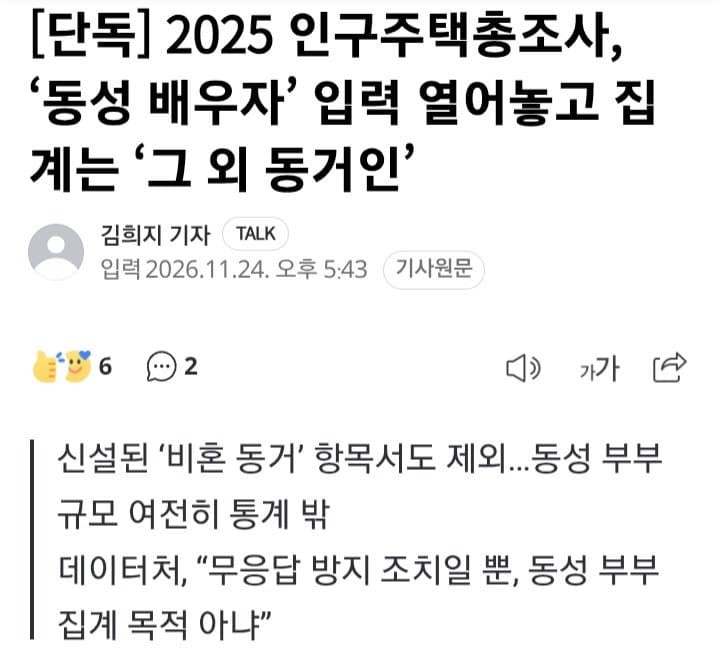 [단독] 2025 인구주택총조사,
‘동성 배우자’ 입력 열어놓고 집
계는 ‘그 외 동거인’
김희지 기자 TALK
입력 2026.11.24. 오후 5:43 기사원문
6 2
가가
신설된 ‘비혼 동거’ 항목서도 제외…동성 부부
규모 여전히 통계 밖
데이터처, “무응답 방지 조치일 뿐, 동성 부부
집계 목적 아냐”